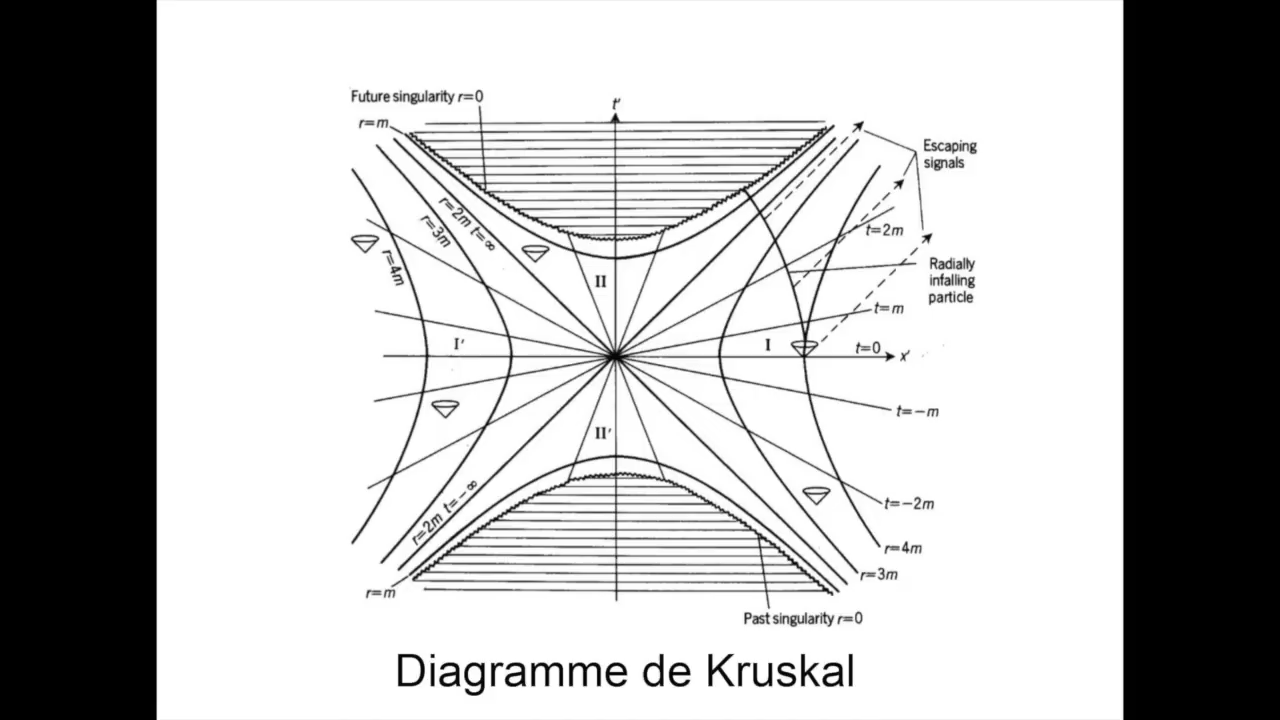 Future singularity r=0
r=m
t'
x'
Escaping
signals
t=2m
Radially
infalling
particle
t=m
t=0
t=−m
t=−2m
r=4m
r=3m
r=2m t=∞
r=3m
r=4m
II
I'
I
II'
r=2m t=−∞
r=m
Past singularity r=0
Diagramme de Kruskal